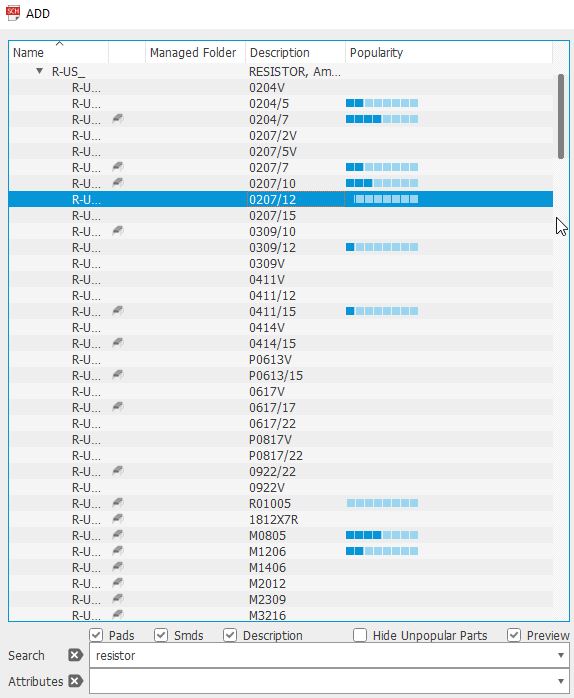 SCH ADD
Name Managed Folder Description Popularity
R-US_ RESISTOR, Am...
R-U... 0204V
R-U... 0204/5
R-U... 0204/7
R-U... 0207/2V
R-U... 0207/5V
R-U... 0207/7
R-U... 0207/10
R-U... 0207/12
R-U... 0207/15
R-U... 0309/10
R-U... 0309/12
R-U... 0309V
R-U... 0411V
R-U... 0411/12
R-U... 0411/15
R-U... 0414V
R-U... 0414/15
R-U... P0613V
R-U... P0613/15
R-U... 0617V
R-U... 0617/17
R-U... 0617/22
R-U... P0817V
R-U... P0817/22
R-U... 0922/22
R-U... 0922V
R-U... R01005
R-U... 1812X7R
R-U... M0805
R-U... M1206
R-U... M1406
R-U... M2012
R-U... M2309
R-U... M3216
Pads Smds Description Hide Unpopular Parts Preview
Search resistor
Attributes